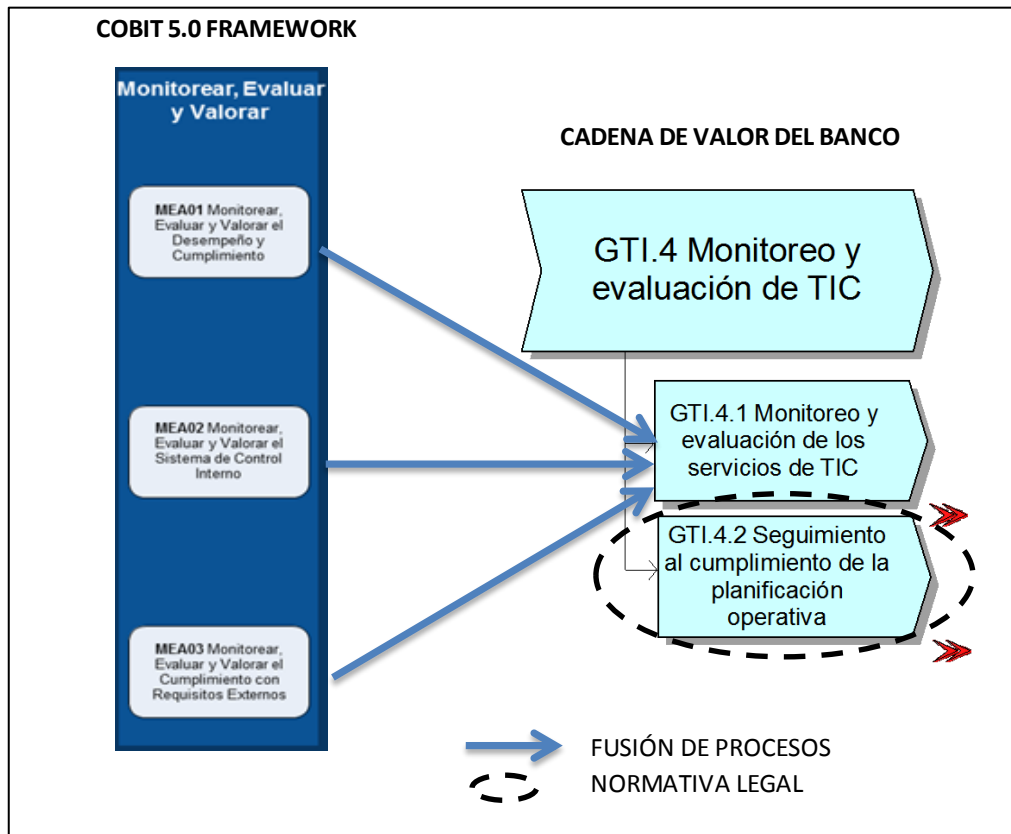 COBIT 5.0 FRAMEWORK
Monitorear, Evaluar
y Valorar
MEA01 Monitorear,
Evaluar y Valorar el
Desempeño y
Cumplimiento
MEA02 Monitorear,
Evaluar y Valorar el
Sistema de Control
Interno
MEA03 Monitorear,
Evaluar y Valorar el
Cumplimiento con
Requisitos Externos
CADENA DE VALOR DEL BANCO
GTI.4 Monitoreo y
evaluación de TIC
GTI.4.1 Monitoreo y
evaluación de los
servicios de TIC
GTI.4.2 Seguimiento
al cumplimiento de la
planificación
operativa
FUSIÓN DE PROCESOS
NORMATIVA LEGAL